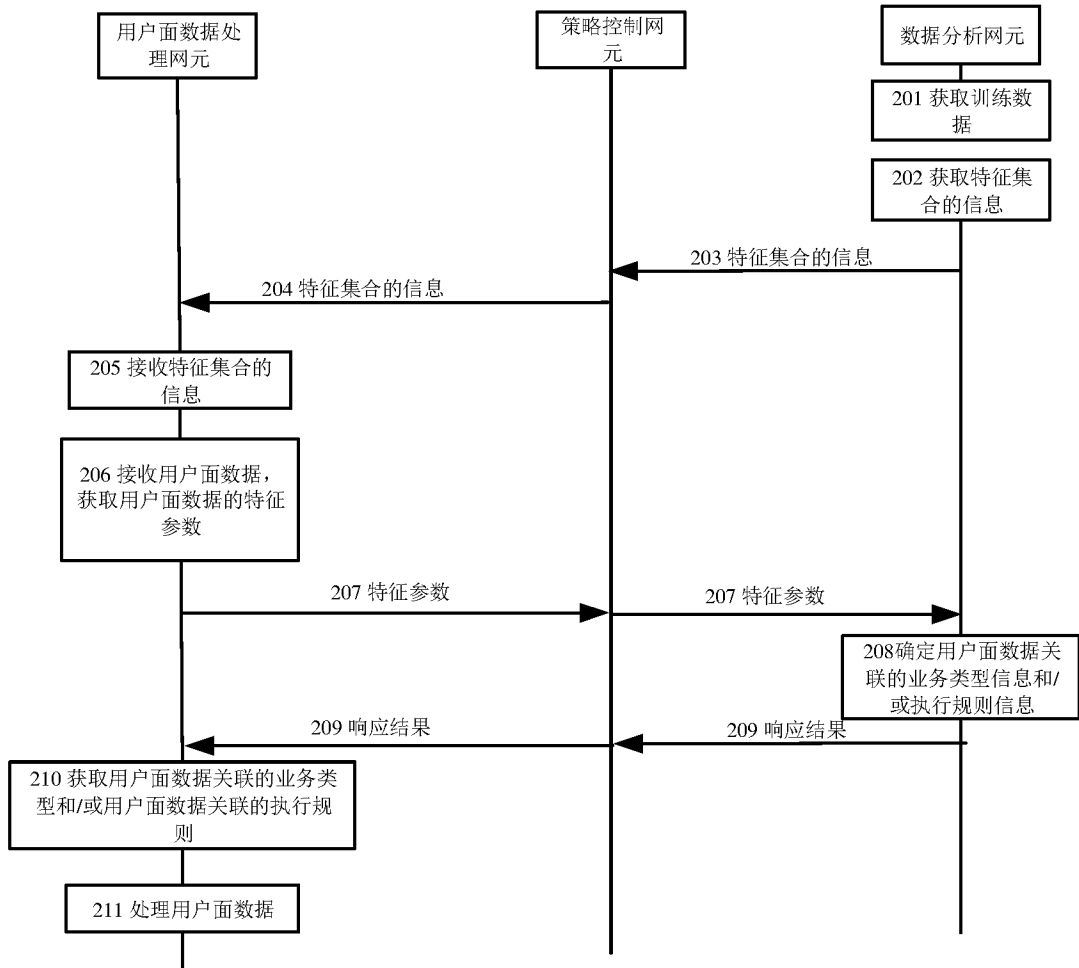 用户面数据处
理网元
策略控制网
元
数据分析网元
201 获取训练数
据
202 获取特征集
合的信息
203 特征集合的信息
204 特征集合的信息
205 接收特征集合的
信息
206 接收用户面数据，
获取用户面数据的特征
参数
207 特征参数
207 特征参数
208确定用户面数据关
联的业务类型信息和/
或执行规则信息
209 响应结果
209 响应结果
210 获取用户面数据关联的业务类
型和/或用户面数据关联的执行规
则
211 处理用户面数据